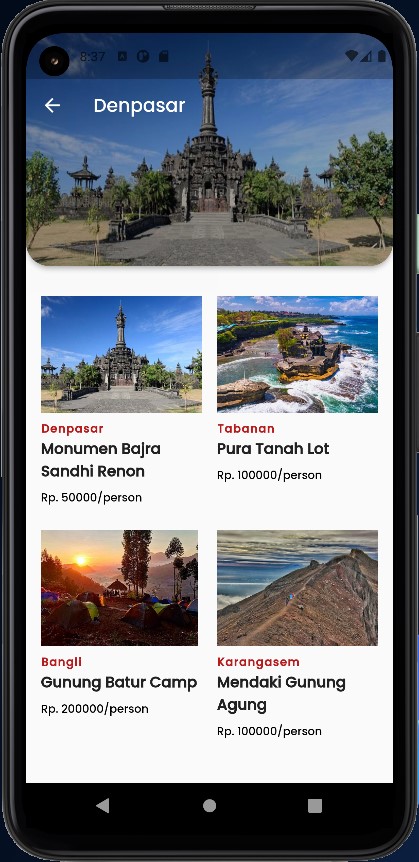 8:37
Denpasar
Denpasar
Monumen Bajra
Sandhi Renon
Rp. 50000/person
Tabanan
Pura Tanah Lot
Rp. 100000/person
Bangli
Gunung Batur Camp
Rp. 200000/person
Karangasem
Mendaki Gunung
Agung
Rp. 100000/person